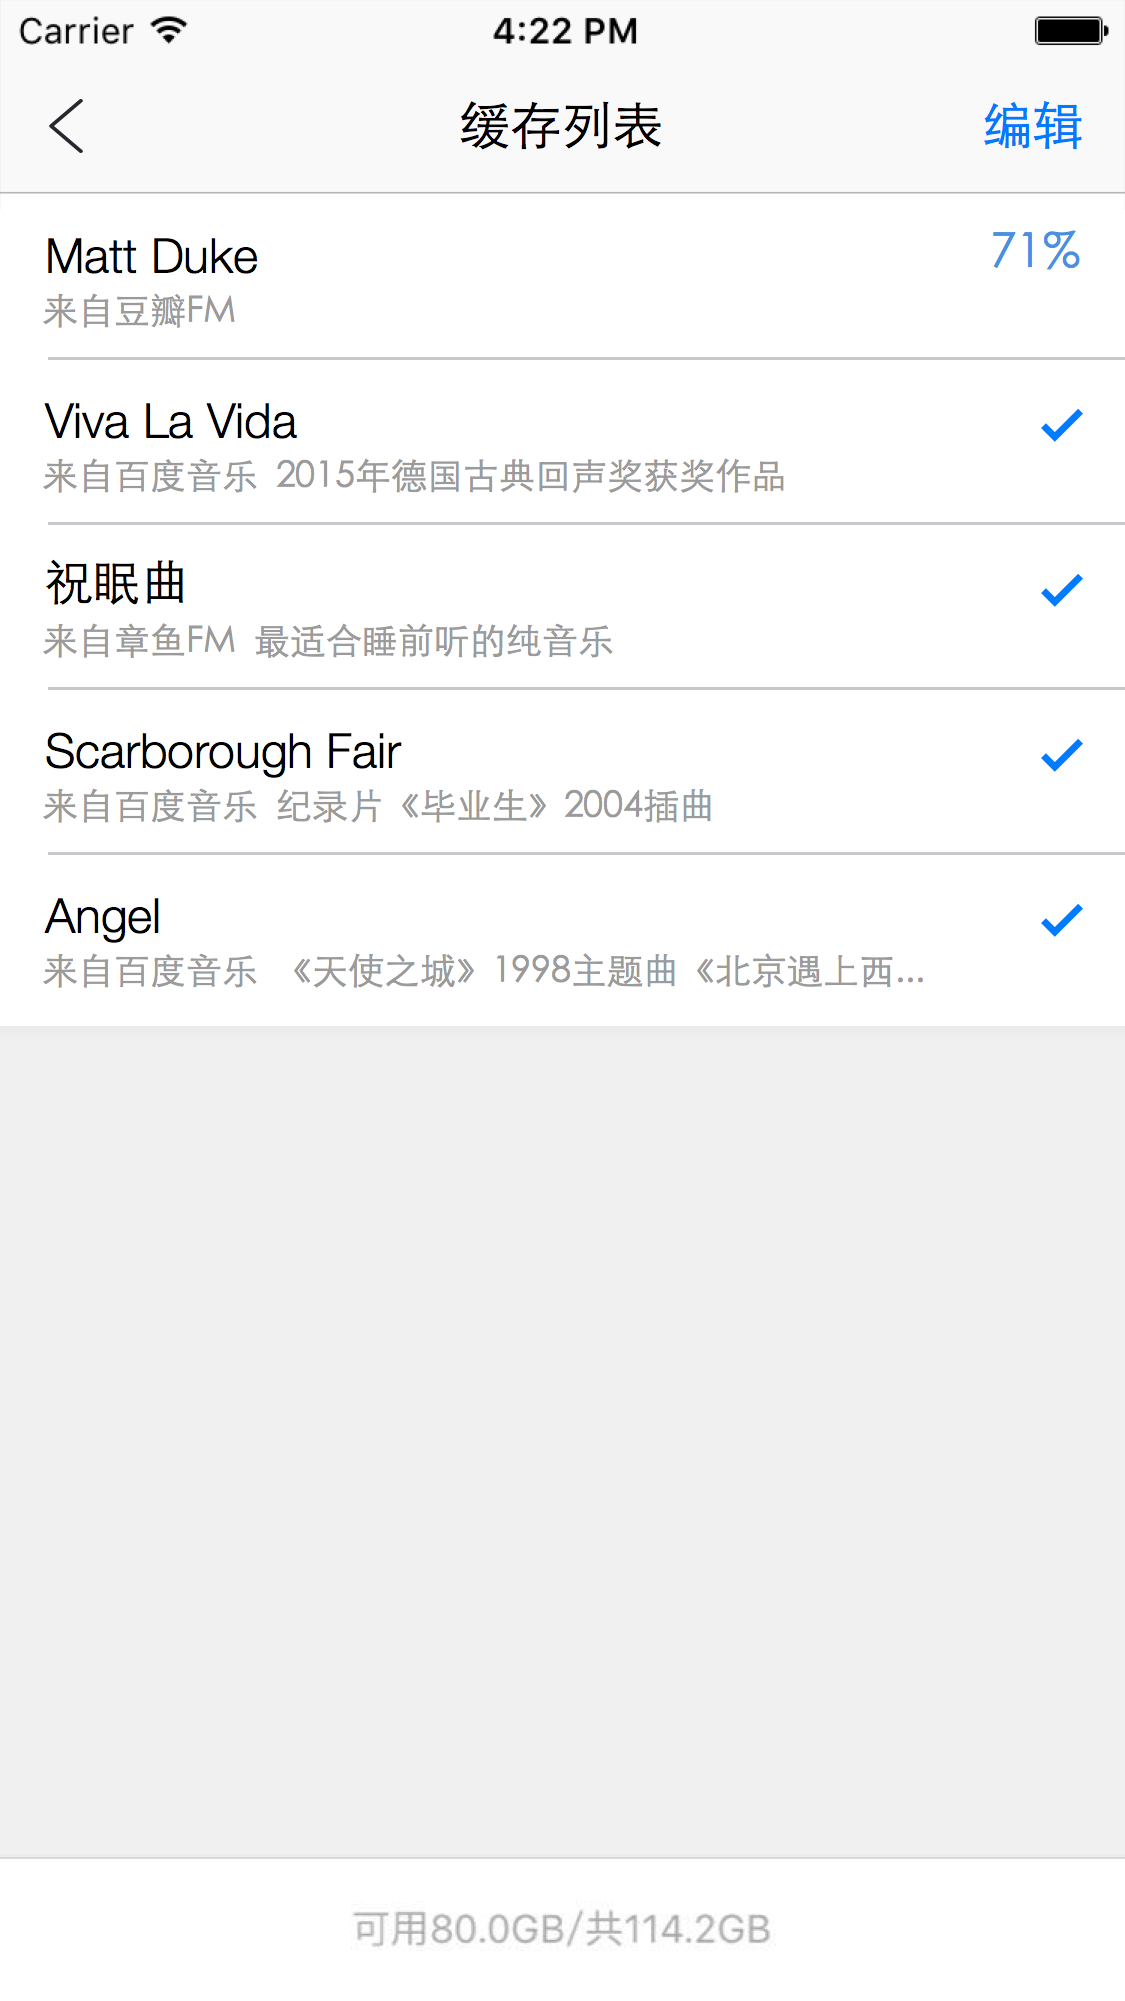 Carrier 4:22 PM
缓存列表 编辑
Matt Duke 71%
来自豆瓣FM
Viva La Vida
来自百度音乐 2015年德国古典回声奖获奖作品
祝眠曲
来自章鱼FM 最适合睡前听的纯音乐
Scarborough Fair
来自百度音乐 纪录片《毕业生》2004插曲
Angel
来自百度音乐 《天使之城》1998主题曲《北京遇上西...
可用80.0GB/共114.2GB